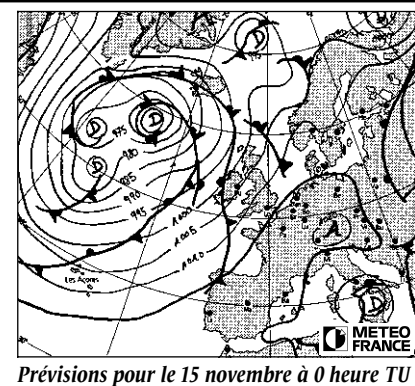 D
D
D
D
975
980
985
990
995
1000
1005
1010
A
D
Les Açores
METEO
FRANCE
Prévisions pour le 15 novembre à 0 heure TU